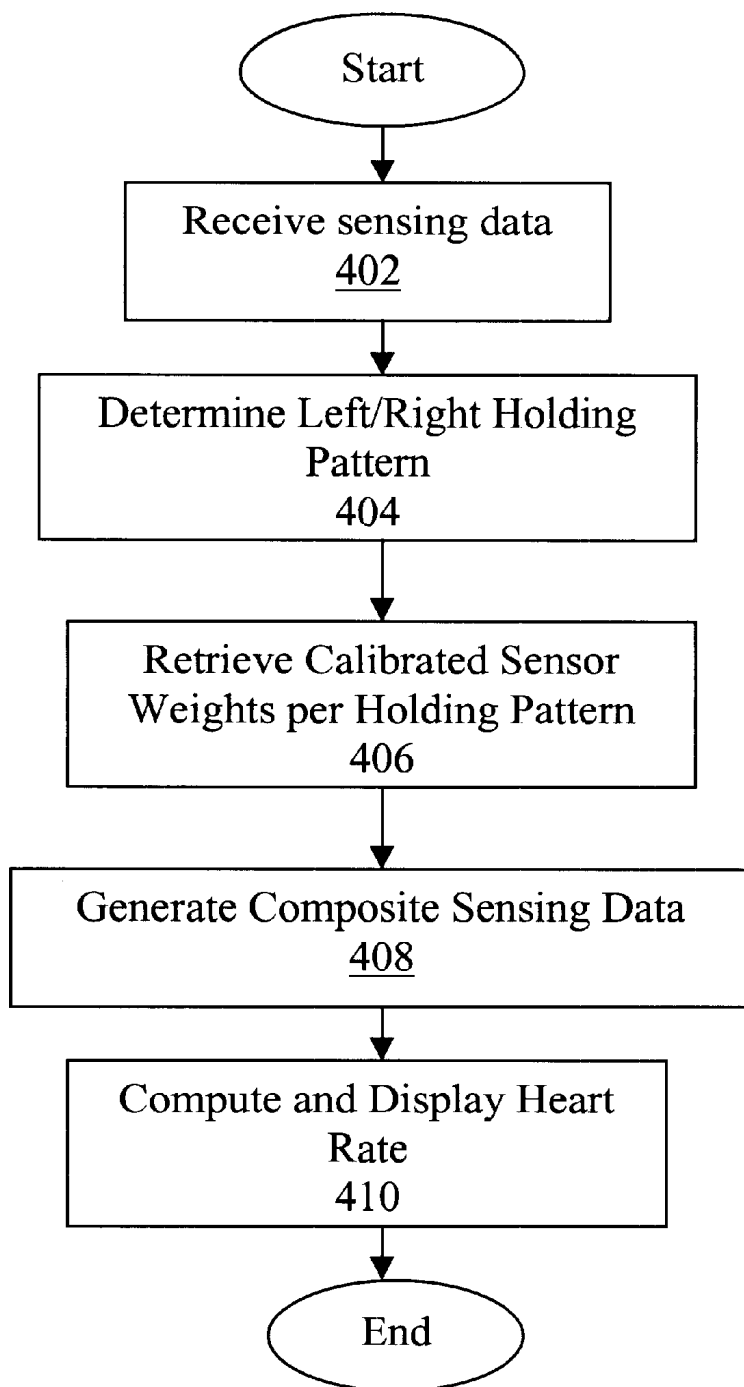 Start
Receive sensing data
402
Determine Left/Right Holding
Pattern
404
Retrieve Calibrated Sensor
Weights per Holding Pattern
406
Generate Composite Sensing Data
408
Compute and Display Heart
Rate
410
End